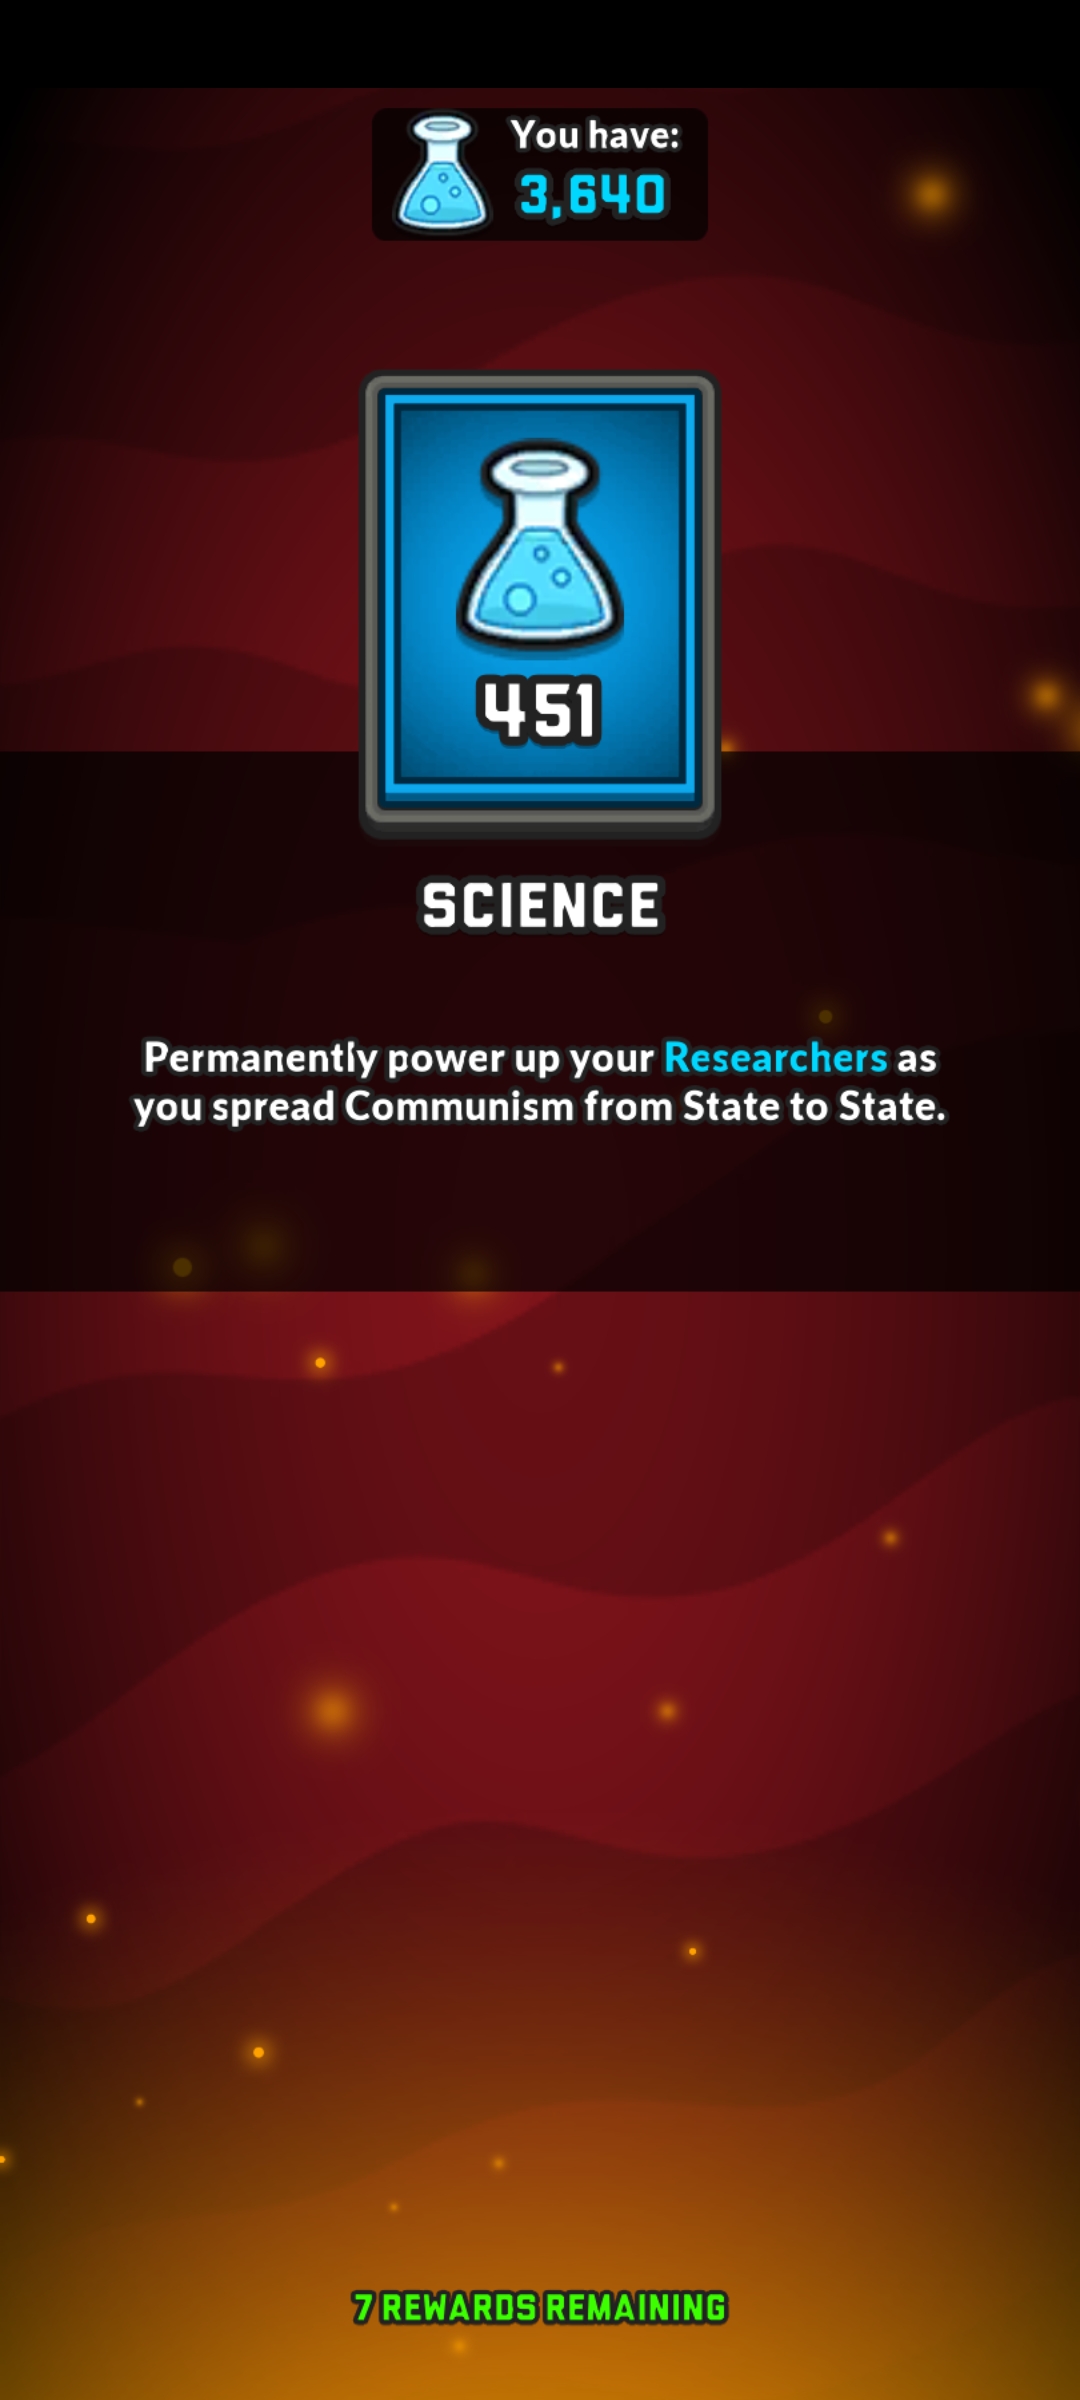 You have:
3,640
451
SCIENCE
Permanently power up your Researchers as
you spread Communism from State to State.
7 REWARDS REMAINING